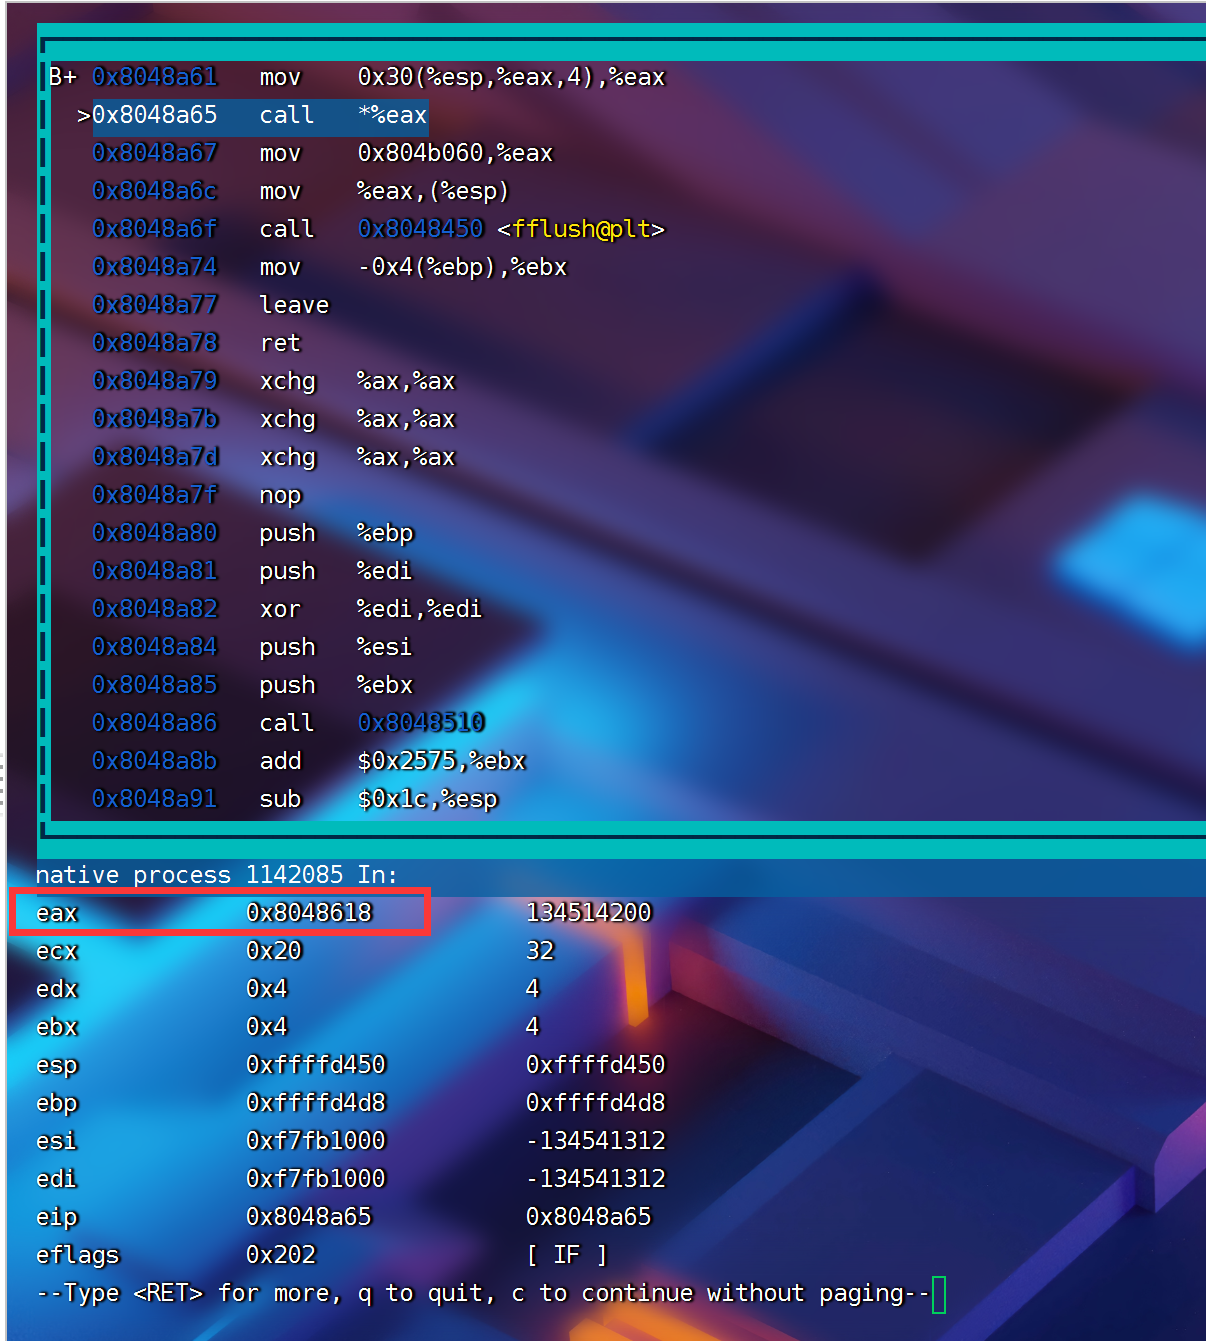 B+ 0x8048a61 mov 0x30(%esp,%eax,4),%eax
>0x8048a65 call *%eax
0x8048a67 mov 0x804b060,%eax
0x8048a6c mov %eax,(%esp)
0x8048a6f call 0x8048450 <fflush@plt>
0x8048a74 mov -0x4(%ebp),%ebx
0x8048a77 leave
0x8048a78 ret
0x8048a79 xchg %ax,%ax
0x8048a7b xchg %ax,%ax
0x8048a7d xchg %ax,%ax
0x8048a7f nop
0x8048a80 push %ebp
0x8048a81 push %edi
0x8048a82 xor %edi,%edi
0x8048a84 push %esi
0x8048a85 push %ebx
0x8048a86 call 0x8048510
0x8048a8b add $0x2575,%ebx
0x8048a91 sub $0x1c,%esp
native process 1142085 In:
eax 0x8048618 134514200
ecx 0x20 32
edx 0x4 4
ebx 0x4 4
esp 0xffffd450 0xffffd450
ebp 0xffffd4d8 0xffffd4d8
esi 0xf7fb1000 -134541312
edi 0xf7fb1000 -134541312
eip 0x8048a65 0x8048a65
eflags 0x202 [ IF ]
--Type <RET> for more, q to quit, c to continue without paging--